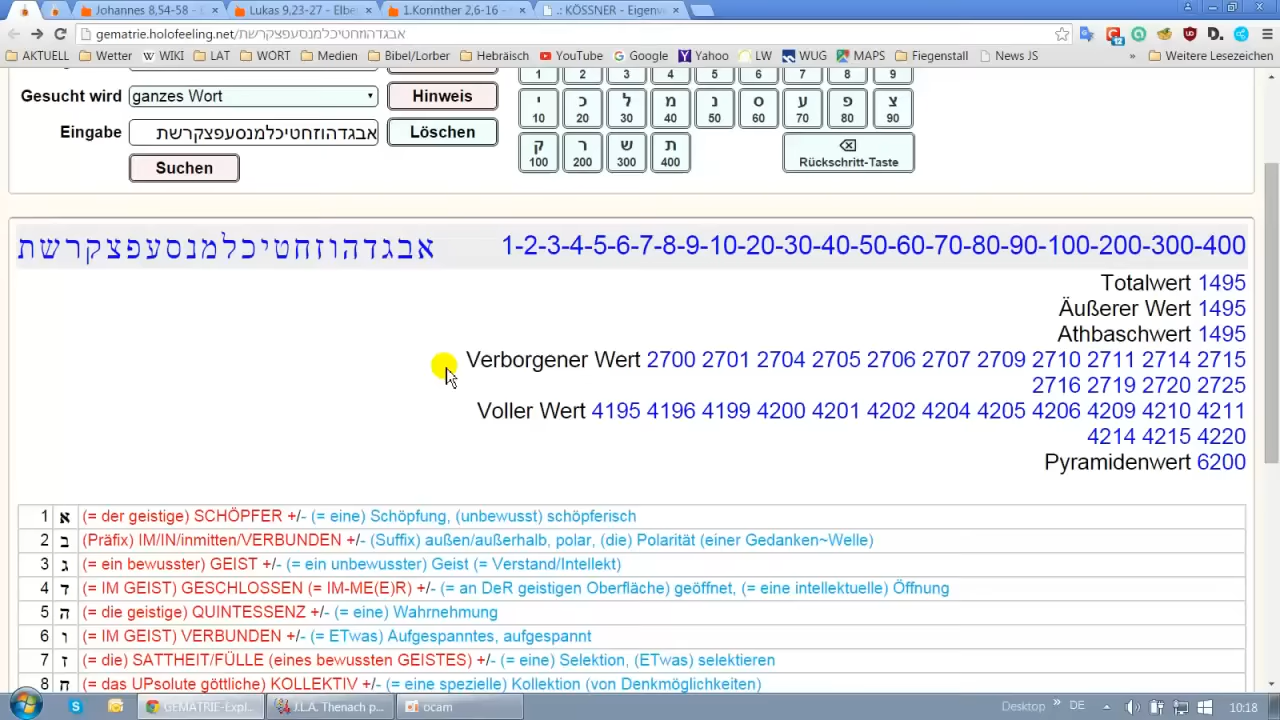 Johannes 8,54-58 -
Lukas 9,23-27 - Elbe
1.Korinther 2,6-16 -
.: KÖSSNER - Eigenw
gematrie.holofeeling.net/אבגדהוזחטיכלמנסעפצקרשת
AKTUELL Wetter W WIKI LAT WORT Medien Bibel/Lorber Hebräisch YouTube Google Yahoo LW WUG MAPS Fiegenstall News JS » Weitere Lesezeichen
1 2 3 4 5 6 7 8 9
Gesucht wird ganzes Wort Hinweis
י כ ל מ נ ס ע פ צ
10 20 30 40 50 60 70 80 90
Eingabe אבגדהוזחטיכלמנסעפצקרשת Löschen
ק ר ש ת
100 200 300 400 Rückschritt-Taste
Suchen
אבגדהוזחטיכלמנסעפצקרשת 1-2-3-4-5-6-7-8-9-10-20-30-40-50-60-70-80-90-100-200-300-400
Totalwert 1495
Äußerer Wert 1495
Athbaschwert 1495
Verborgener Wert 2700 2701 2704 2705 2706 2707 2709 2710 2711 2714 2715
2716 2719 2720 2725
Voller Wert 4195 4196 4199 4200 4201 4202 4204 4205 4206 4209 4210 4211
4214 4215 4220
Pyramidenwert 6200
1 א (= der geistige) SCHÖPFER +/- (= eine) Schöpfung, (unbewusst) schöpferisch
2 ב (Präfix) IM/IN/inmitten/VERBUNDEN +/- (Suffix) außen/außerhalb, polar, (die) Polarität (einer Gedanken~Welle)
3 ג (= ein bewusster) GEIST +/- (= ein unbewusster) Geist (= Verstand/Intellekt)
4 ד (= IM GEIST) GESCHLOSSEN (= IM-ME(E)R) +/- (= an DeR geistigen Oberfläche) geöffnet, (= eine intellektuelle) Öffnung
5 ה (= die geistige) QUINTESSENZ +/- (= eine) Wahrnehmung
6 ו (= IM GEIST) VERBUNDEN +/- (= ETwas) Aufgespanntes, aufgespannt
7 ז (= die) SATTHEIT/FÜLLE (eines bewussten GEISTES) +/- (= eine) Selektion, (ETwas) selektieren
8 ח (= das UPsolute göttliche) KOLLEKTIV +/- (= eine spezielle) Kollektion (von Denkmöglichkeiten)
GEMATRIE-Expl... J.L.A. Thenach p... ocam Desktop » DE 10:18